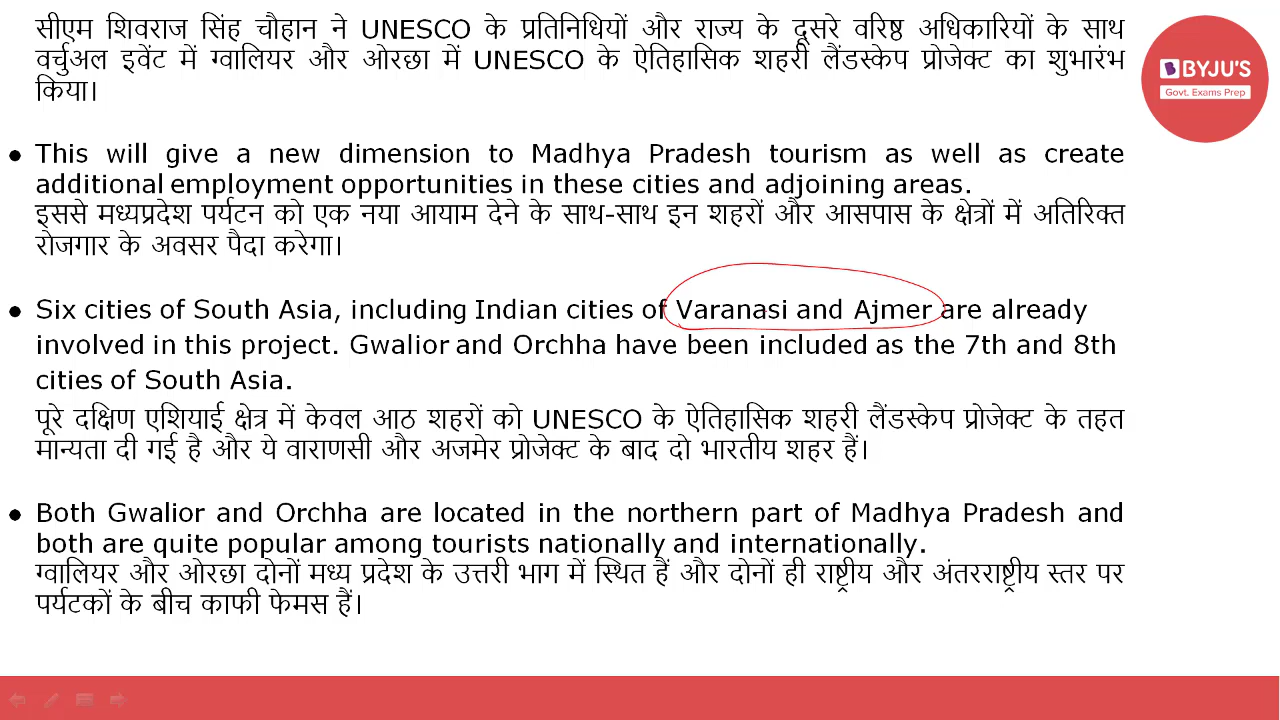 सीएम शिवराज सिंह चौहान ने UNESCO के प्रतिनिधियों और राज्य के दूसरे वरिष्ठ अधिकारियों के साथ
वर्चुअल इवेंट में ग्वालियर और ओरछा में UNESCO के ऐतिहासिक शहरी लैंडस्केप प्रोजेक्ट का शुभारंभ
किया।
BYJU'S
Govt. Exams Prep
• This will give a new dimension to Madhya Pradesh tourism as well as create
additional employment opportunities in these cities and adjoining areas.
इससे मध्यप्रदेश पर्यटन को एक नया आयाम देने के साथ-साथ इन शहरों और आसपास के क्षेत्रों में अतिरिक्त
रोजगार के अवसर पैदा करेगा।
• Six cities of South Asia, including Indian cities of Varanasi and Ajmer are already
involved in this project. Gwalior and Orchha have been included as the 7th and 8th
cities of South Asia.
पूरे दक्षिण एशियाई क्षेत्र में केवल आठ शहरों को UNESCO के ऐतिहासिक शहरी लैंडस्केप प्रोजेक्ट के तहत
मान्यता दी गई है और ये वाराणसी और अजमेर प्रोजेक्ट के बाद दो भारतीय शहर हैं।
• Both Gwalior and Orchha are located in the northern part of Madhya Pradesh and
both are quite popular among tourists nationally and internationally.
ग्वालियर और ओरछा दोनों मध्य प्रदेश के उत्तरी भाग में स्थित हैं और दोनों ही राष्ट्रीय और अंतरराष्ट्रीय स्तर पर
पर्यटकों के बीच काफी फेमस हैं।